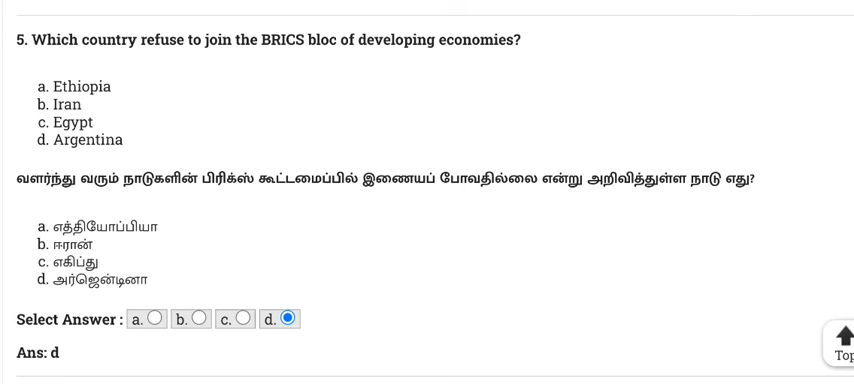 5. Which country refuse to join the BRICS bloc of developing economies?
a. Ethiopia
b. Iran
c. Egypt
d. Argentina
வளர்ந்து வரும் நாடுகளின் பிரிக்ஸ் கூட்டமைப்பில் இணையப் போவதில்லை என்று அறிவித்துள்ள நாடு எது?
a. எத்தியோப்பியா
b. ஈரான்
c. எகிப்து
d. அர்ஜென்டினா
Select Answer : a. b. c. d.
Ans: d
Top